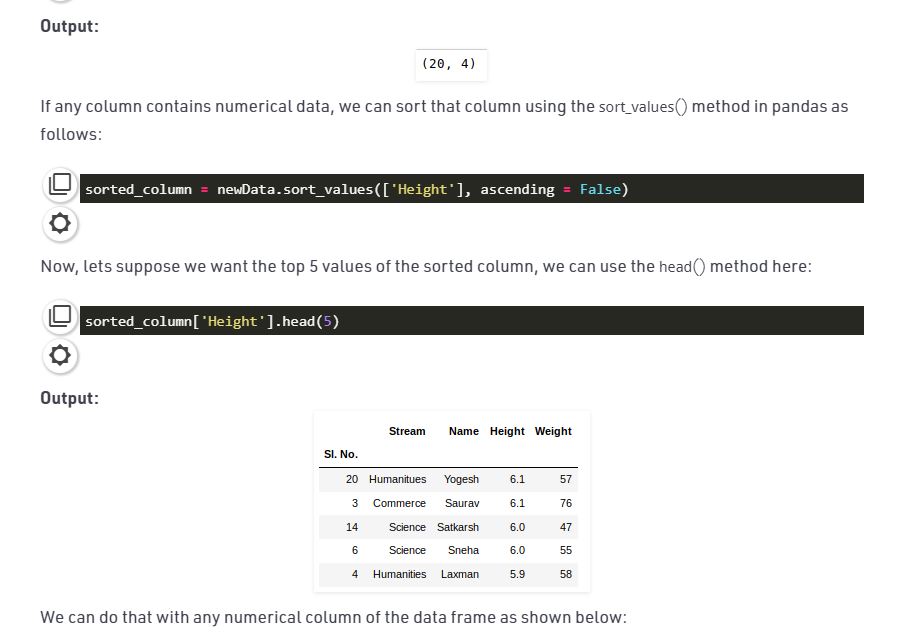 Output:
(20, 4)
If any column contains numerical data, we can sort that column using the sort_values() method in pandas as
follows:
sorted_column = newData.sort_values(['Height'], ascending = False)
Now, lets suppose we want the top 5 values of the sorted column, we can use the head() method here:
sorted_column['Height'].head(5)
Output:
Stream Name Height Weight
Sl. No.
20 Humanitues Yogesh 6.1 57
3 Commerce Saurav 6.1 76
14 Science Satkarsh 6.0 47
6 Science Sneha 6.0 55
4 Humanities Laxman 5.9 58
We can do that with any numerical column of the data frame as shown below: